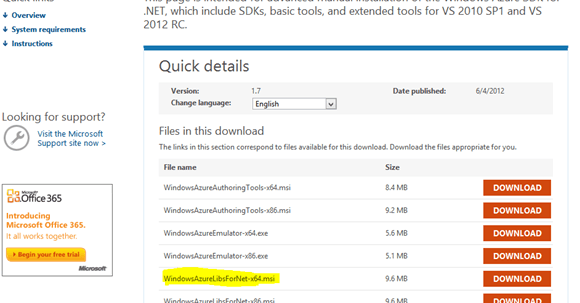 Quick links
Overview
System requirements
Instructions
This page is intended for advanced manual installation of the Windows Azure SDK for
.NET, which include SDKs, basic tools, and extended tools for VS 2010 SP1 and VS
2012 RC.
Quick details
Version: 1.7 Date published: 6/4/2012
Change language: English
Looking for support?
Visit the Microsoft
Support site now >
Files in this download
The links in this section correspond to files available for this download. Download the files appropriate for you.
File name Size
WindowsAzureAuthoringTools-x64.msi 8.4 MB DOWNLOAD
WindowsAzureAuthoringTools-x86.msi 9.2 MB DOWNLOAD
WindowsAzureEmulator-x64.exe 5.6 MB DOWNLOAD
WindowsAzureEmulator-x86.exe 5.1 MB DOWNLOAD
WindowsAzureLibsForNet-x64.msi 9.6 MB DOWNLOAD
WindowsAzureLibsForNet-x86.msi 9.6 MB DOWNLOAD
Microsoft
Office 365
Introducing
Microsoft Office 365.
It all works together.
Begin your free trial
Microsoft